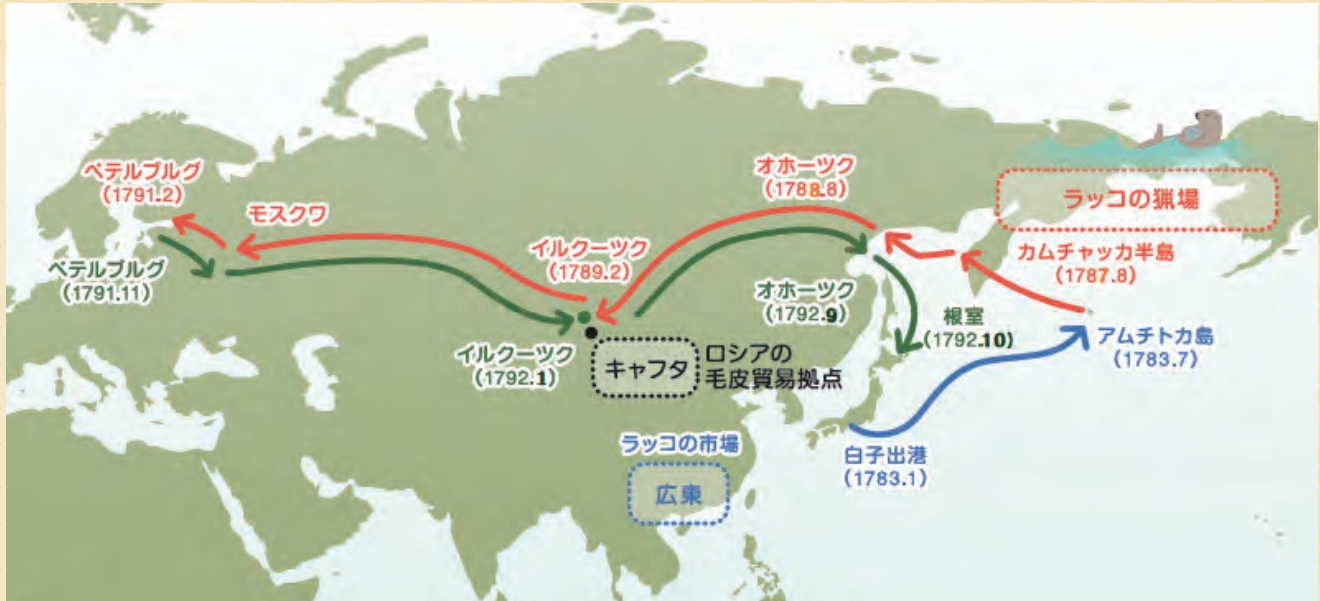 ペテルブルグ
(1791.2)
モスクワ
ペテルブルグ
(1791.11)
イルクーツク
(1789.2)
イルクーツク
(1792.1)
キャフタ
ロシアの
毛皮貿易拠点
オホーツク
(1788.8)
オホーツク
(1792.9)
根室
(1792.10)
ラッコの猟場
カムチャッカ半島
(1787.8)
アムチトカ島
(1783.7)
白子出港
(1783.1)
ラッコの市場
広東